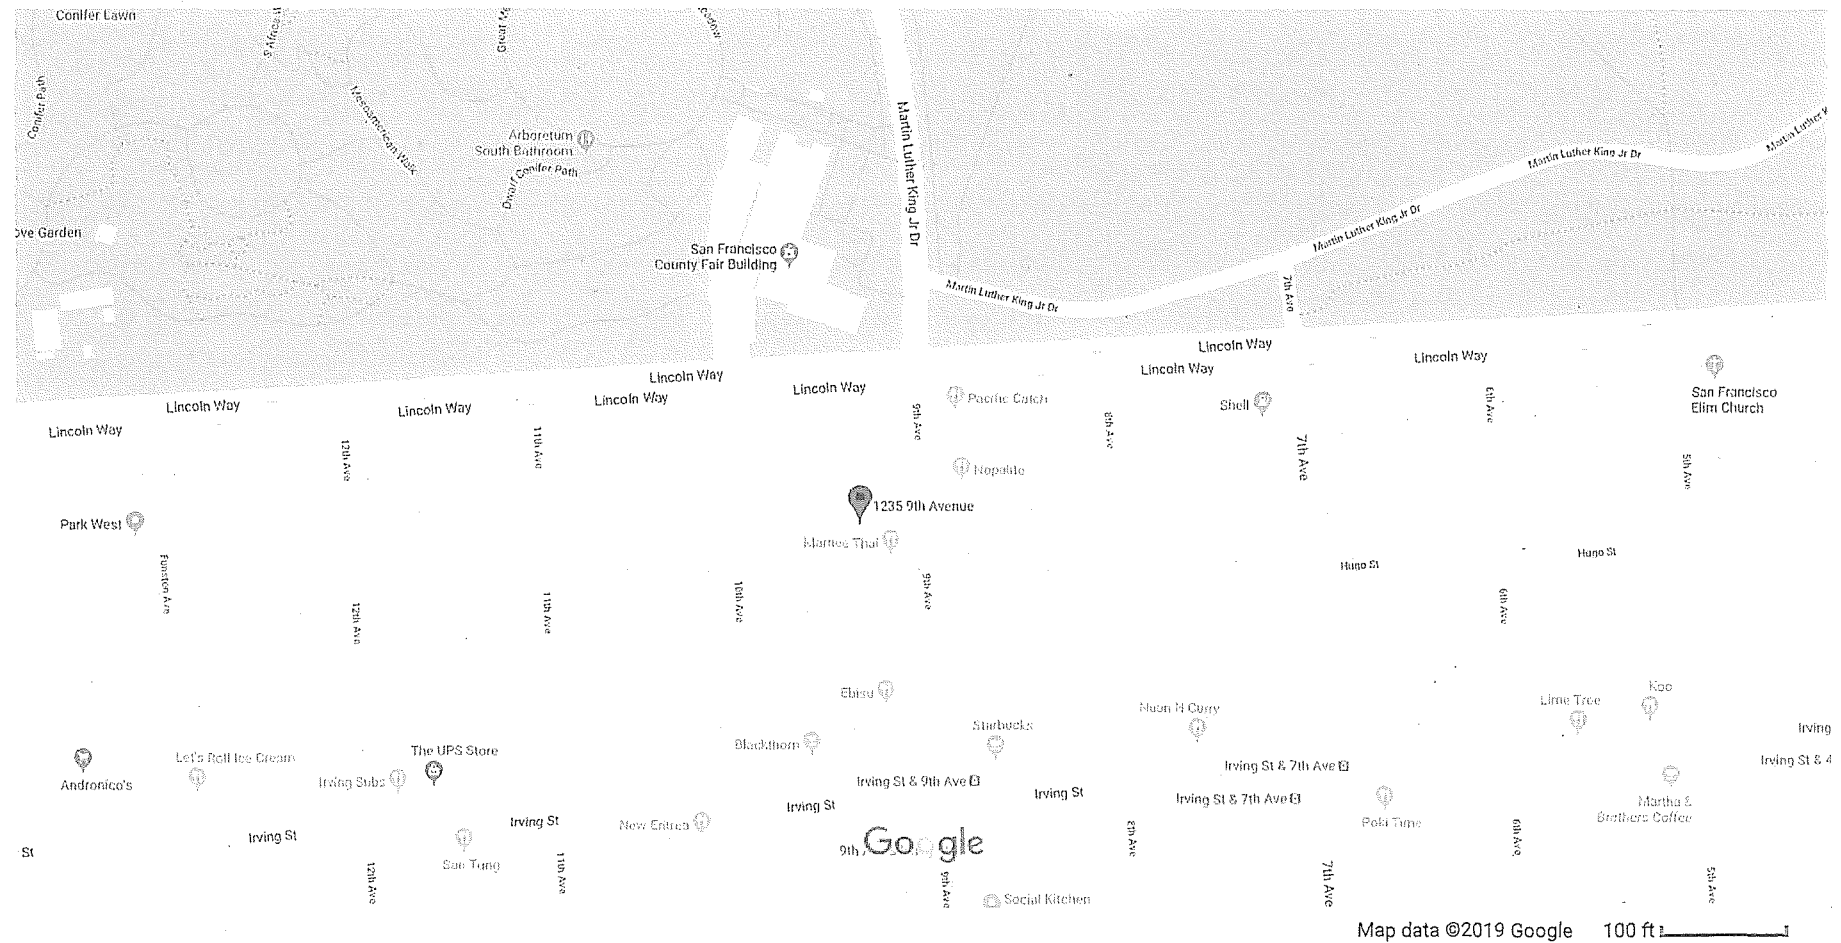 Conifer Lawn
Conifer Path
Mesoamerican Walk
Arboretum
South Bathroom
Dwarf Conifer Path
Martin Luther King Jr Dr
Martin Luther King Jr Dr
Martin Luther King Jr Dr
Martin Luther King Jr Dr
Martin Luther K
ove Garden
San Francisco
County Fair Building
7th Ave
Lincoln Way
Lincoln Way
Lincoln Way
Lincoln Way
Lincoln Way
Lincoln Way
Lincoln Way
Lincoln Way
Lincoln Way
Pacific Catch
Shell
San Francisco
Elim Church
12th Ave
11th Ave
9th Ave
8th Ave
7th Ave
6th Ave
5th Ave
Nopalito
1235 9th Avenue
Marnee Thai
Park West
Funston Ave
12th Ave
11th Ave
10th Ave
9th Ave
Hugo St
Hugo St
6th Ave
Ebisu
Naan N Curry
Lime Tree
Koo
Starbucks
Blackthorn
Irving
Andronico's
Let's Roll Ice Cream
Irving Subs
The UPS Store
Irving St & 9th Ave
Irving St & 7th Ave
Irving St & 4
Irving St & 7th Ave
Irving St
Irving St
Poki Time
Martha &
Brothers Coffee
St
Irving St
Irving St
New Eritrea
San Tung
9th
Google
12th Ave
11th Ave
9th Ave
8th Ave
7th Ave
6th Ave
5th Ave
Social Kitchen
Map data ©2019 Google 100 ft